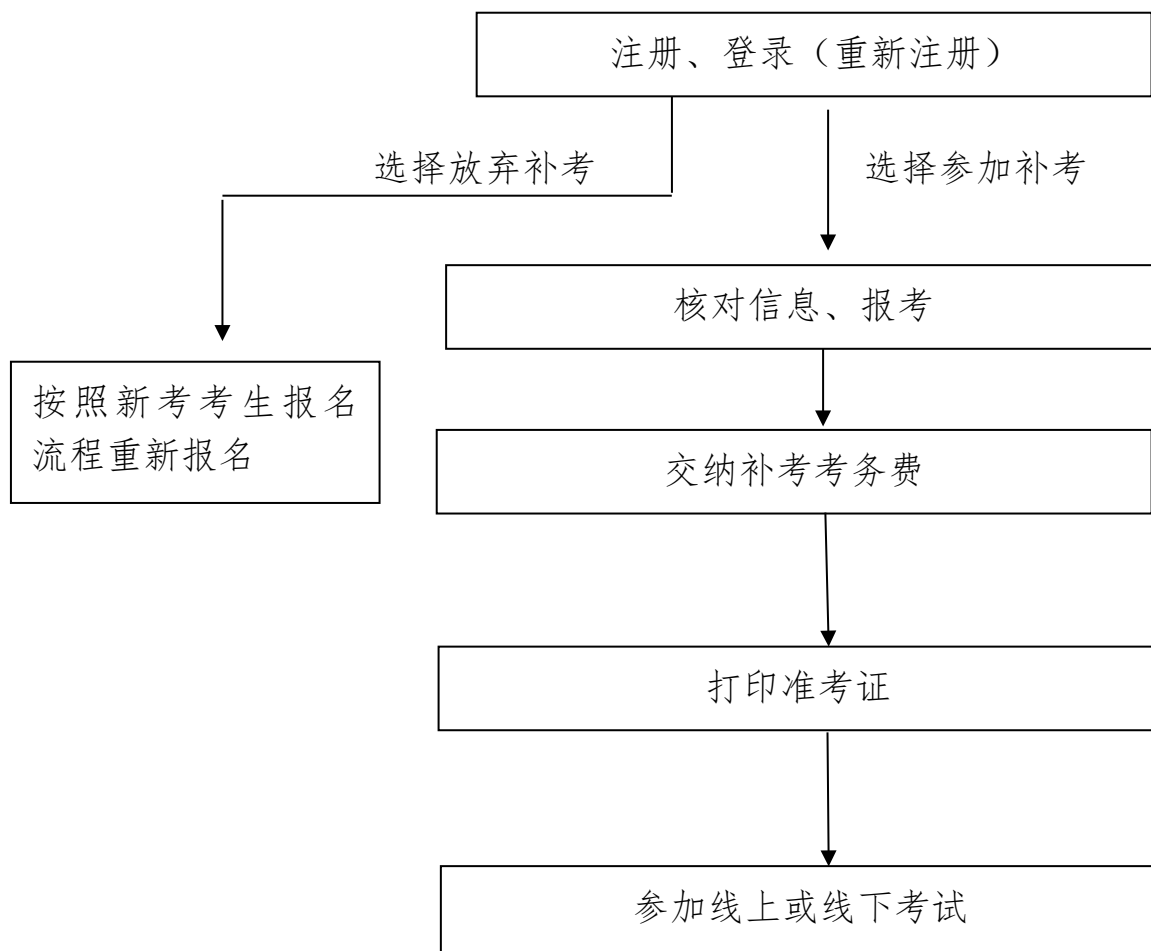 注册、登录（重新注册）
选择放弃补考
选择参加补考
核对信息、报考
按照新考考生报名
流程重新报名
交纳补考考务费
打印准考证
参加线上或线下考试